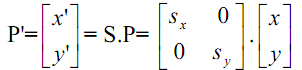 P'= [x' y'] = S.P= [s_x 0 0 s_y] . [x y]